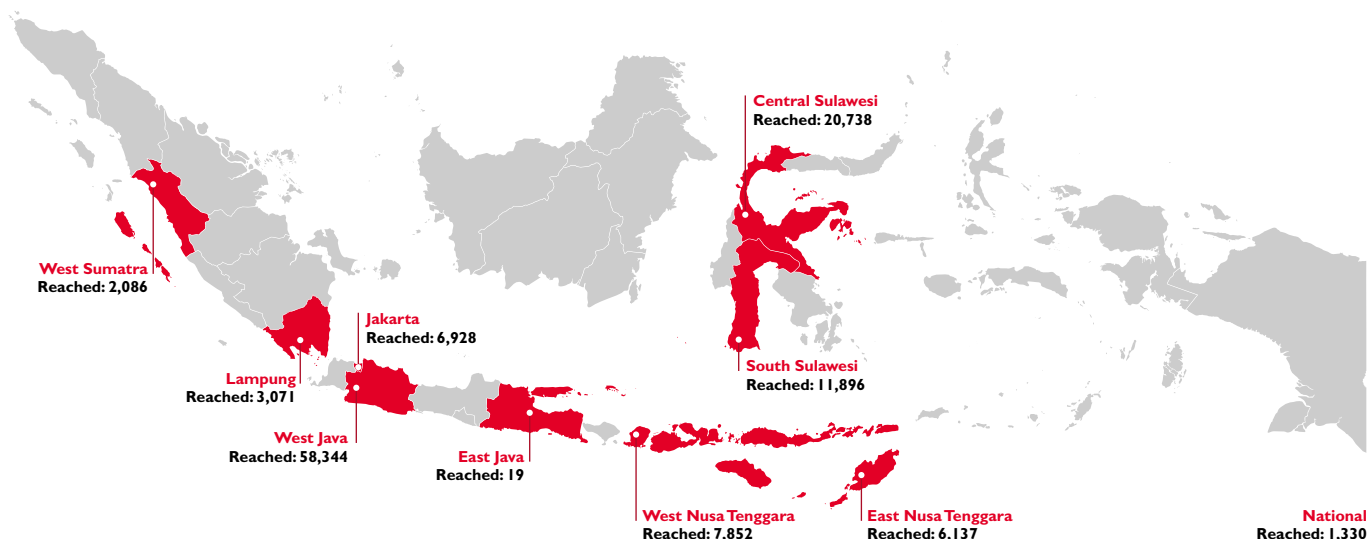 Central Sulawesi
Reached: 20,738
West Sumatra
Reached: 2,086
Jakarta
Reached: 6,928
South Sulawesi
Reached: 11,896
Lampung
Reached: 3,071
West Java
Reached: 58,344
East Java
Reached: 19
West Nusa Tenggara
Reached: 7,852
East Nusa Tenggara
Reached: 6,137
National
Reached: 1,330